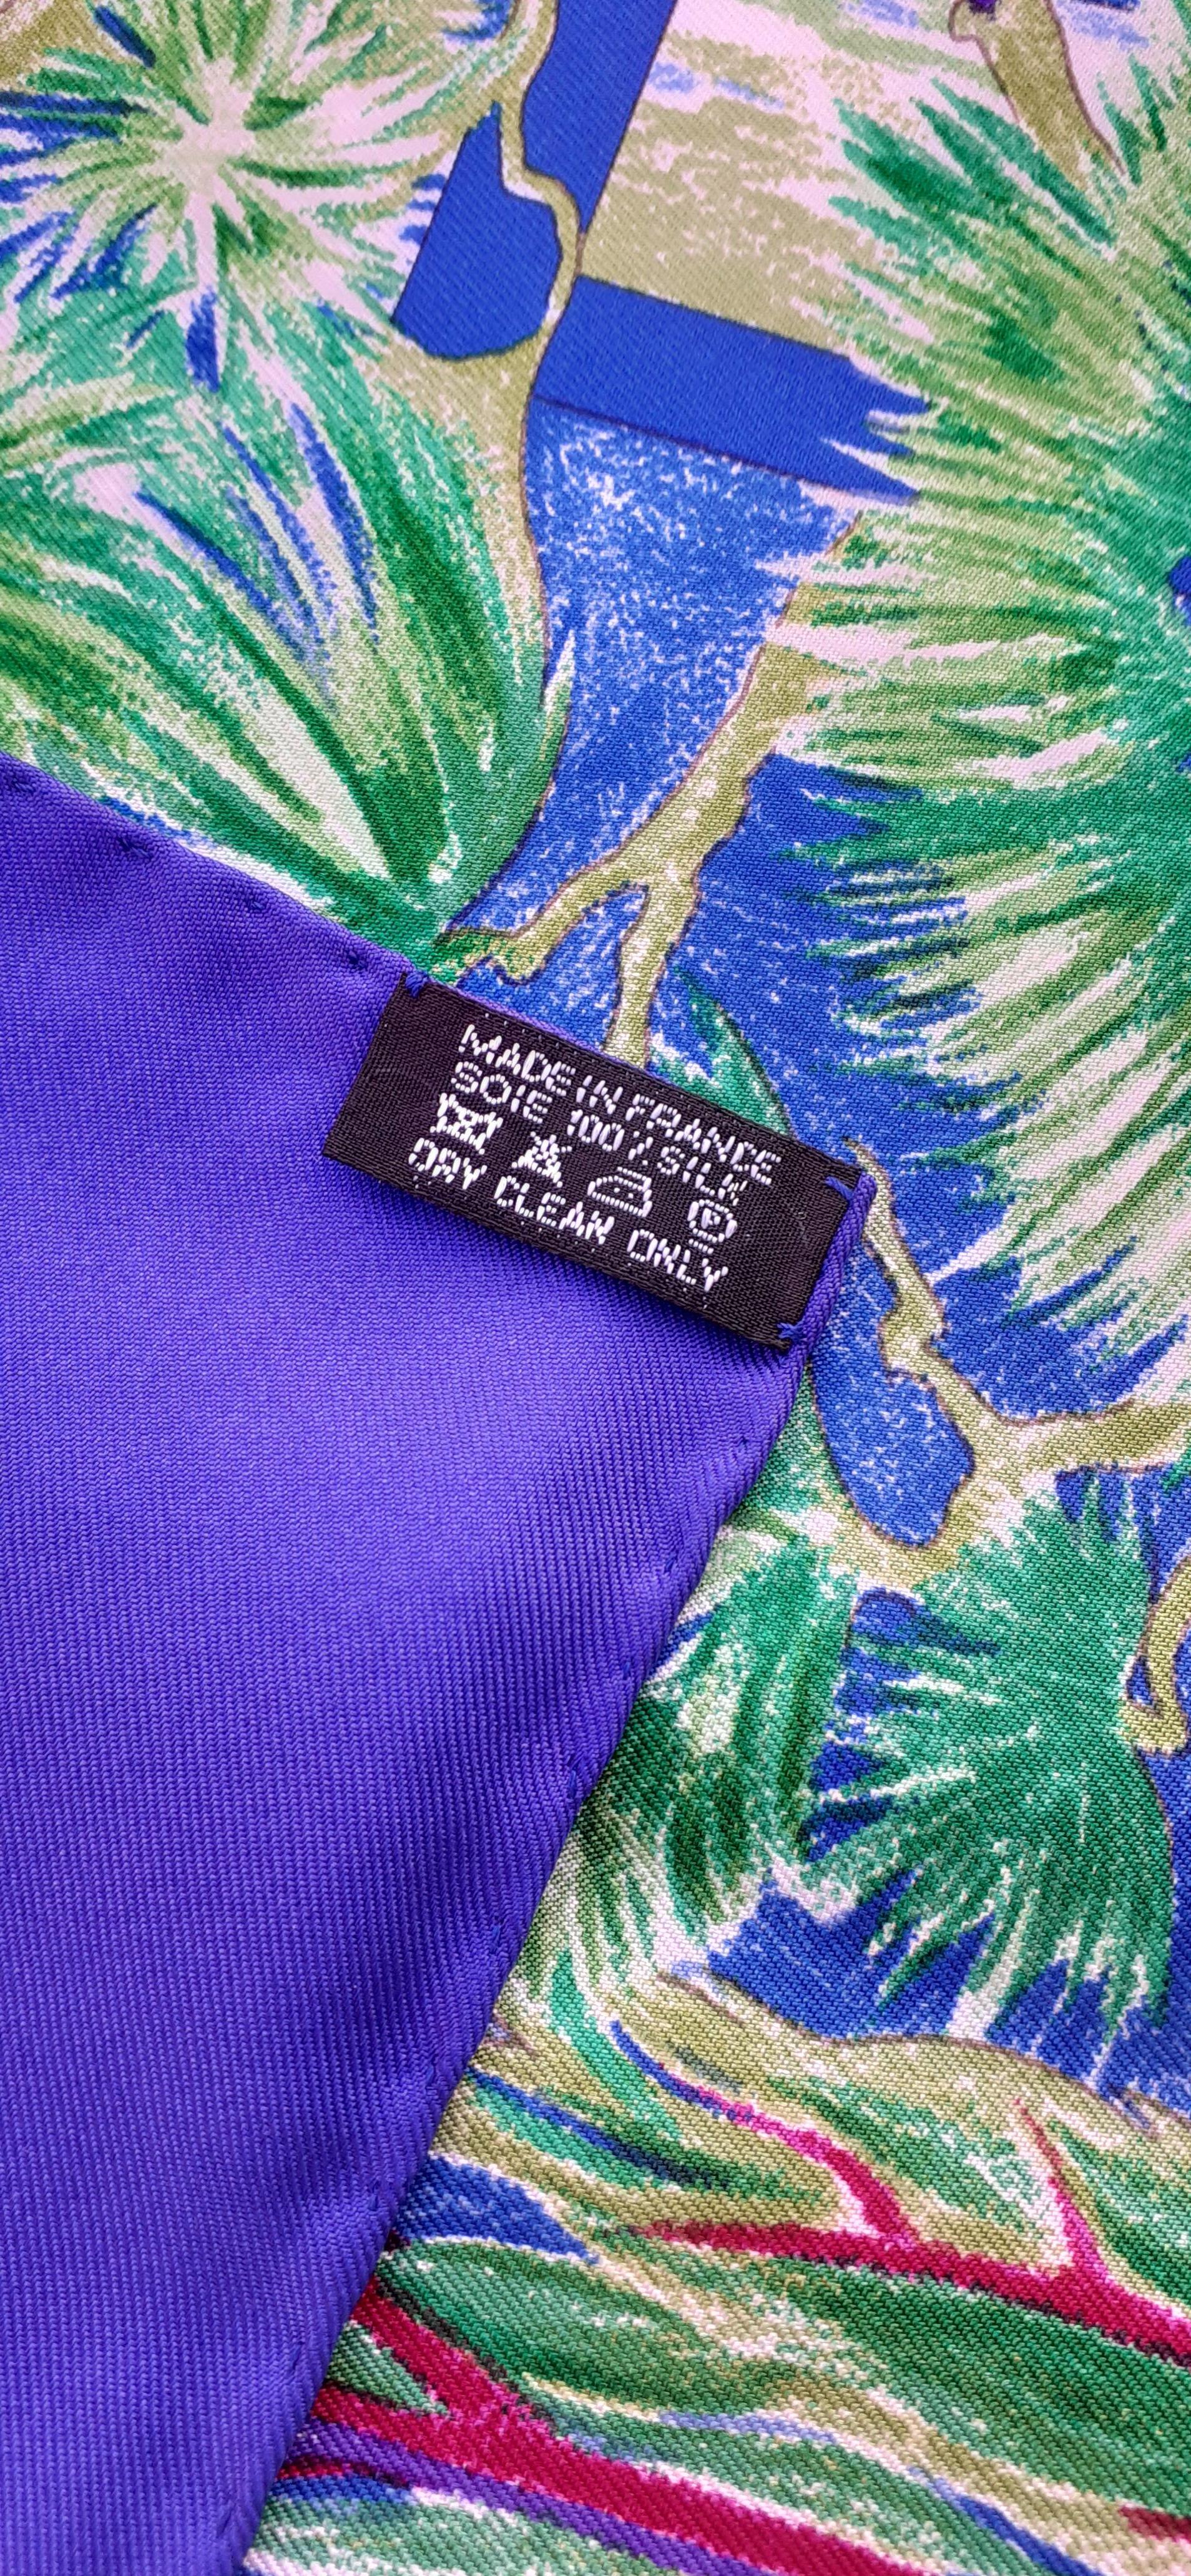 MADE IN FRANCE
SOIE 100% SILK
P
DRY CLEAN ONLY